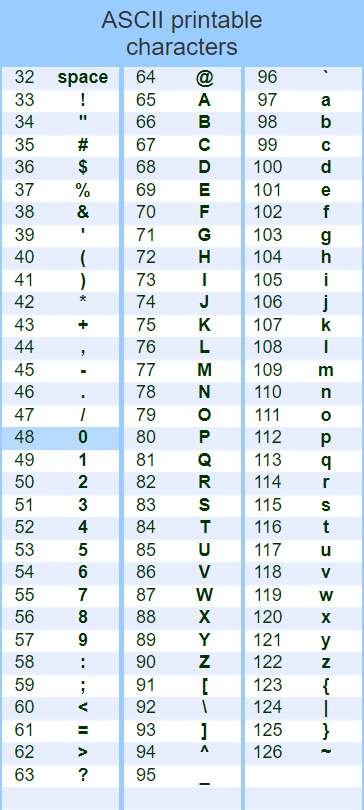 ASCII printable
characters
32 space 64 @ 96 `
33 ! 65 A 97 a
34 " 66 B 98 b
35 # 67 C 99 c
36 $ 68 D 100 d
37 % 69 E 101 e
38 & 70 F 102 f
39 ' 71 G 103 g
40 ( 72 H 104 h
41 ) 73 I 105 i
42 * 74 J 106 j
43 + 75 K 107 k
44 , 76 L 108 l
45 - 77 M 109 m
46 . 78 N 110 n
47 / 79 O 111 o
48 0 80 P 112 p
49 1 81 Q 113 q
50 2 82 R 114 r
51 3 83 S 115 s
52 4 84 T 116 t
53 5 85 U 117 u
54 6 86 V 118 v
55 7 87 W 119 w
56 8 88 X 120 x
57 9 89 Y 121 y
58 : 90 Z 122 z
59 ; 91 [ 123 {
60 < 92 \ 124 |
61 = 93 ] 125 }
62 > 94 ^ 126 ~
63 ? 95 _